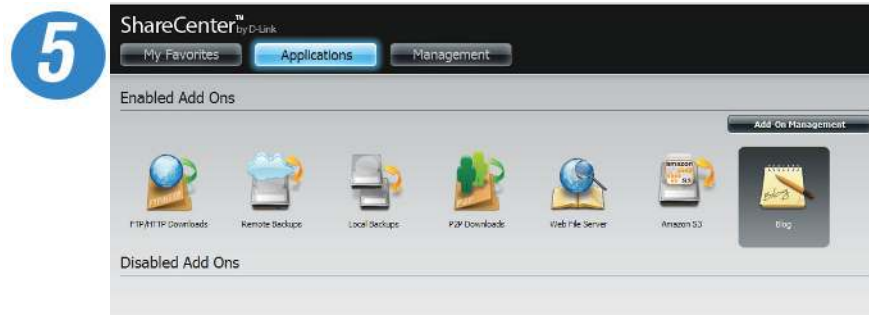 5
ShareCenter™ by D-Link
My Favorites Applications Management
Enabled Add Ons
Add On Management
FTP/HTTP Downloads Remote Backups Local Backups P2P Downloads Web File Server Amazon S3 Blog
Disabled Add Ons